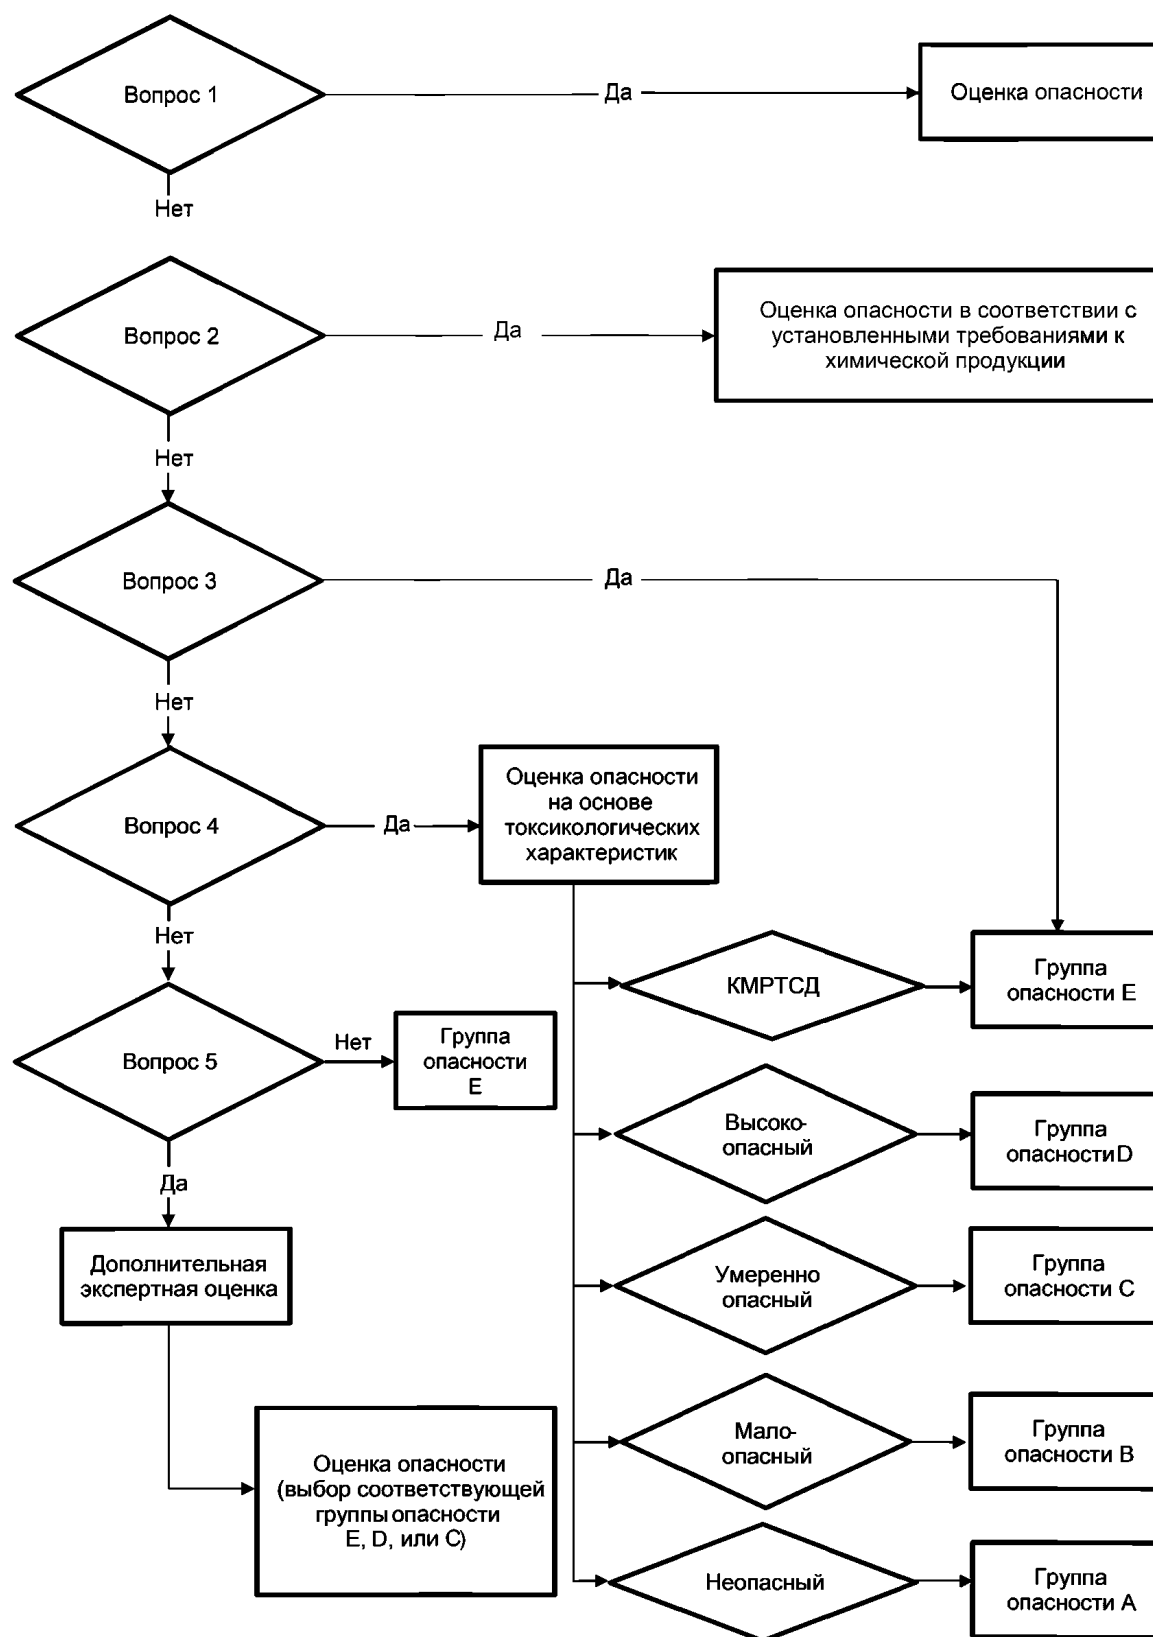 Вопрос 1
Да
Оценка опасности
Нет
Вопрос 2
Да
Оценка опасности в соответствии с
установленными требованиями к
химической продукции
Нет
Вопрос 3
Да
Нет
Вопрос 4
Да
Оценка опасности
на основе
токсикологических
характеристик
Нет
КМРТСД
Группа
опасности E
Вопрос 5
Нет
Группа
опасности
E
Высоко-
опасный
Группа
опасности D
Да
Дополнительная
экспертная оценка
Умеренно
опасный
Группа
опасности C
Оценка опасности
(выбор соответствующей
группы опасности
E, D, или C)
Мало-
опасный
Группа
опасности B
Неопасный
Группа
опасности A